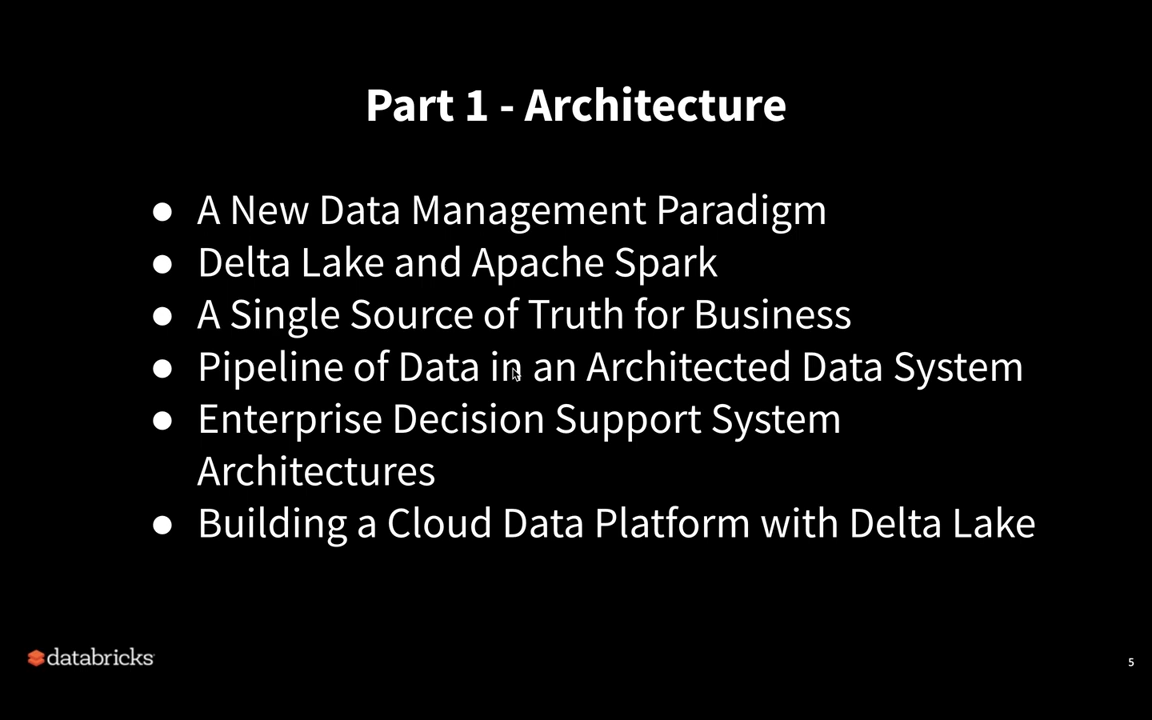 Part 1 - Architecture
● A New Data Management Paradigm
● Delta Lake and Apache Spark
● A Single Source of Truth for Business
● Pipeline of Data in an Architected Data System
● Enterprise Decision Support System
Architectures
● Building a Cloud Data Platform with Delta Lake
databricks
5